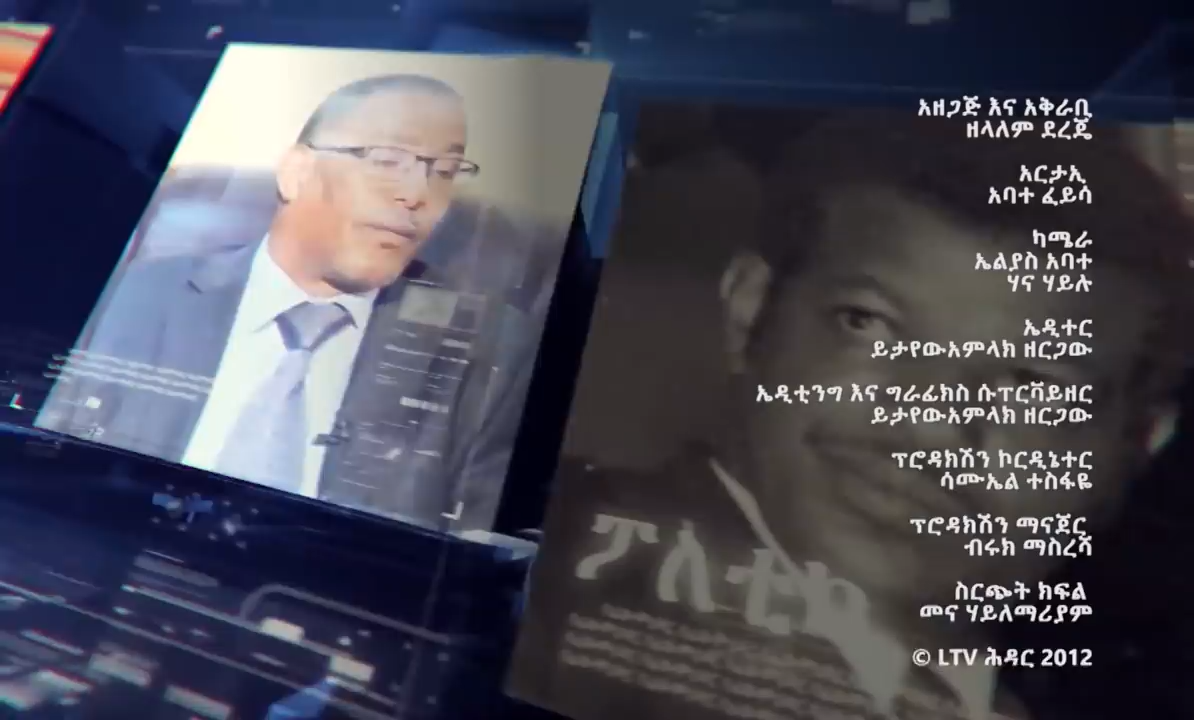 አዘጋጅ እና አቅራቢ
ዘላለም ደረጄ
አርታኢ
አባተ ፈይሳ
ካሜራ
ኤልያስ አባተ
ሃና ሃይሉ
ኤዲተር
ይታየውአምላክ ዘርጋው
ኤዲቲንግ እና ግራፊክስ ሱፐርቫይዘር
ይታየውአምላክ ዘርጋው
ፕሮዳክሽን ኮርዲኔተር
ሳሙኤል ተስፋዬ
ፕሮዳክሽን ማናጀር
ብሩክ ማስረሻ
ስርጭት ክፍል
መና ሃይለማሪያም
© LTV ሕዳር 2012